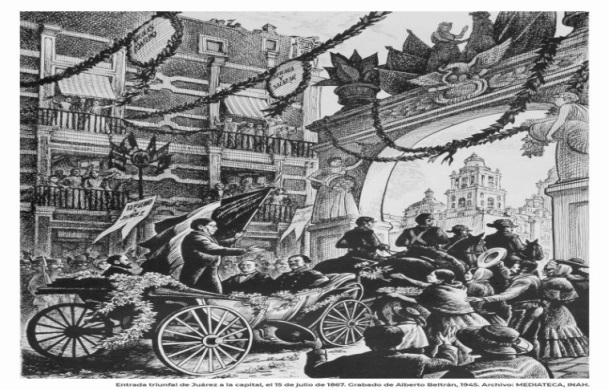 Entrada triunfal de Juárez a la capital, el 15 de julio de 1867. Grabado de Alberto Beltrán, 1945. Archivo: MEDIATECA, INAH.